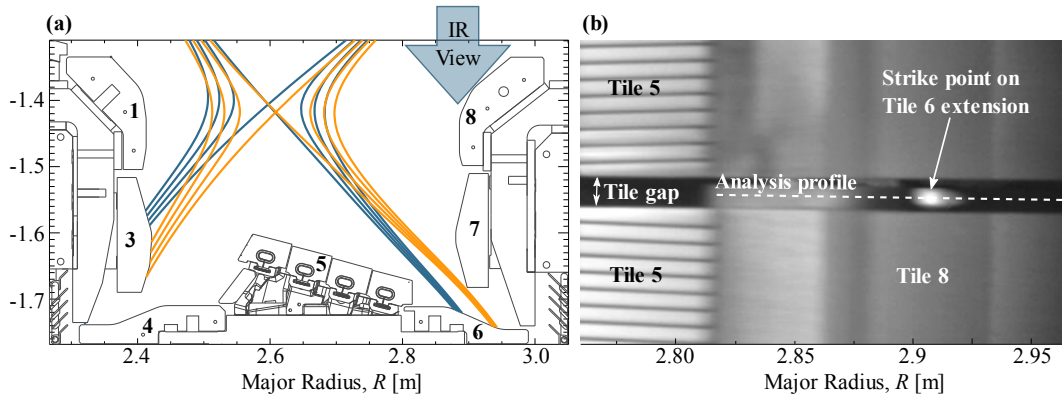 (a)
IR
View
-1.4
-1.5
-1.6
-1.7
1
8
3
7
5
4
6
2.4
2.6
2.8
3.0
Major Radius, R [m]
(b)
Tile 5
Strike point on
Tile 6 extension
Tile gap
Analysis profile
Tile 5
Tile 8
2.80
2.85
2.9
2.95
Major Radius, R [m]